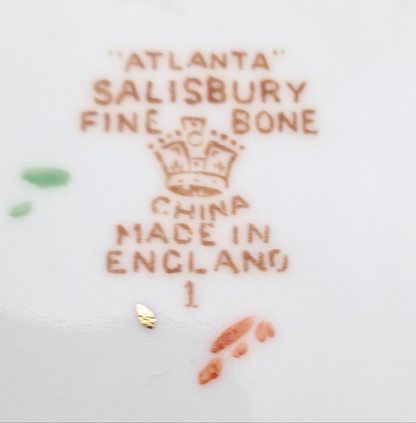 "ATLANTA"
SALISBURY
FINE BONE
CHINA
MADE IN
ENGLAND
1